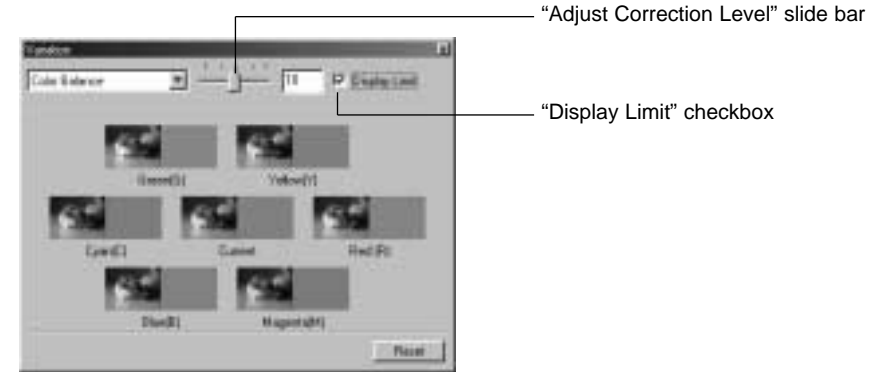 “Adjust Correction Level” slide bar
Variation
Color Balance
10
Display Limit
“Display Limit” checkbox
Green(G)
Yellow(Y)
Cyan(C)
Current
Red (R)
Blue(B)
Magenta(M)
Reset